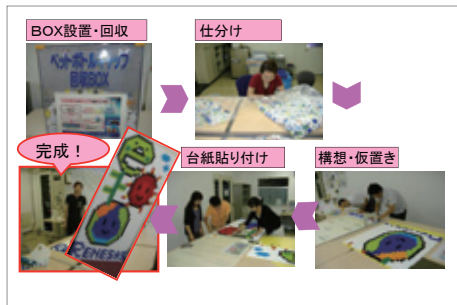 BOX設置・回収
仕分け
ペットボトルキャップ
回収BOX
完成！
台紙貼り付け
構想・仮置き
RENESAS